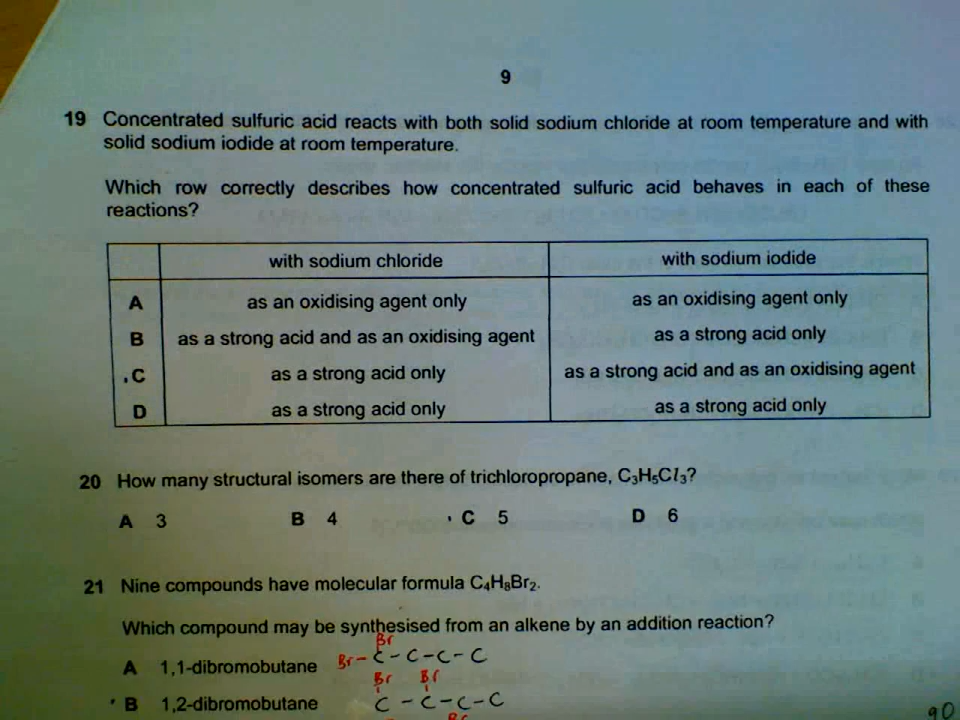 9
19 Concentrated sulfuric acid reacts with both solid sodium chloride at room temperature and with
solid sodium iodide at room temperature.
Which row correctly describes how concentrated sulfuric acid behaves in each of these
reactions?
with sodium chloride with sodium iodide
A as an oxidising agent only as an oxidising agent only
B as a strong acid and as an oxidising agent as a strong acid only
C as a strong acid only as a strong acid and as an oxidising agent
D as a strong acid only as a strong acid only
20 How many structural isomers are there of trichloropropane, C₃H₅Cl₃?
A 3 B 4 C 5 D 6
21 Nine compounds have molecular formula C₄H₈Br₂.
Which compound may be synthesised from an alkene by an addition reaction?
Br
A 1,1-dibromobutane Br-C-C-C-C
Br Br
B 1,2-dibromobutane C-C-C-C
Br
90